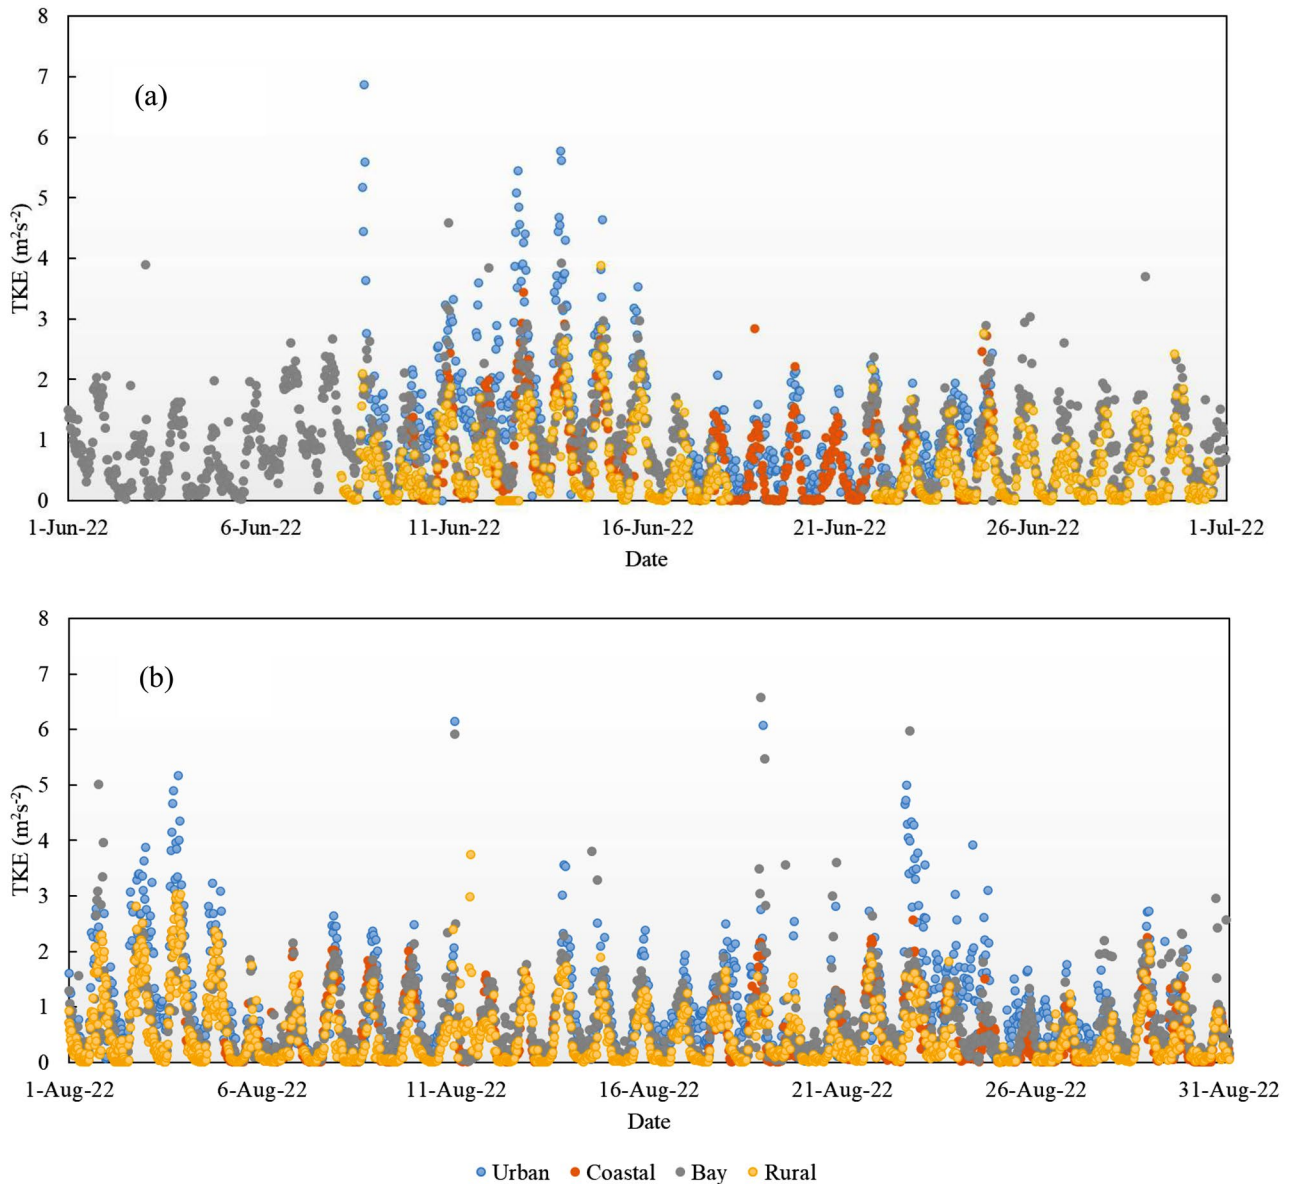 8
7
6
5
4
3
2
1
0
TKE (m²s⁻²)
(a)
1-Jun-22 6-Jun-22 11-Jun-22 16-Jun-22 21-Jun-22 26-Jun-22 1-Jul-22
Date
8
7
6
5
4
3
2
1
0
TKE (m²s⁻²)
(b)
1-Aug-22 6-Aug-22 11-Aug-22 16-Aug-22 21-Aug-22 26-Aug-22 31-Aug-22
Date
Urban Coastal Bay Rural